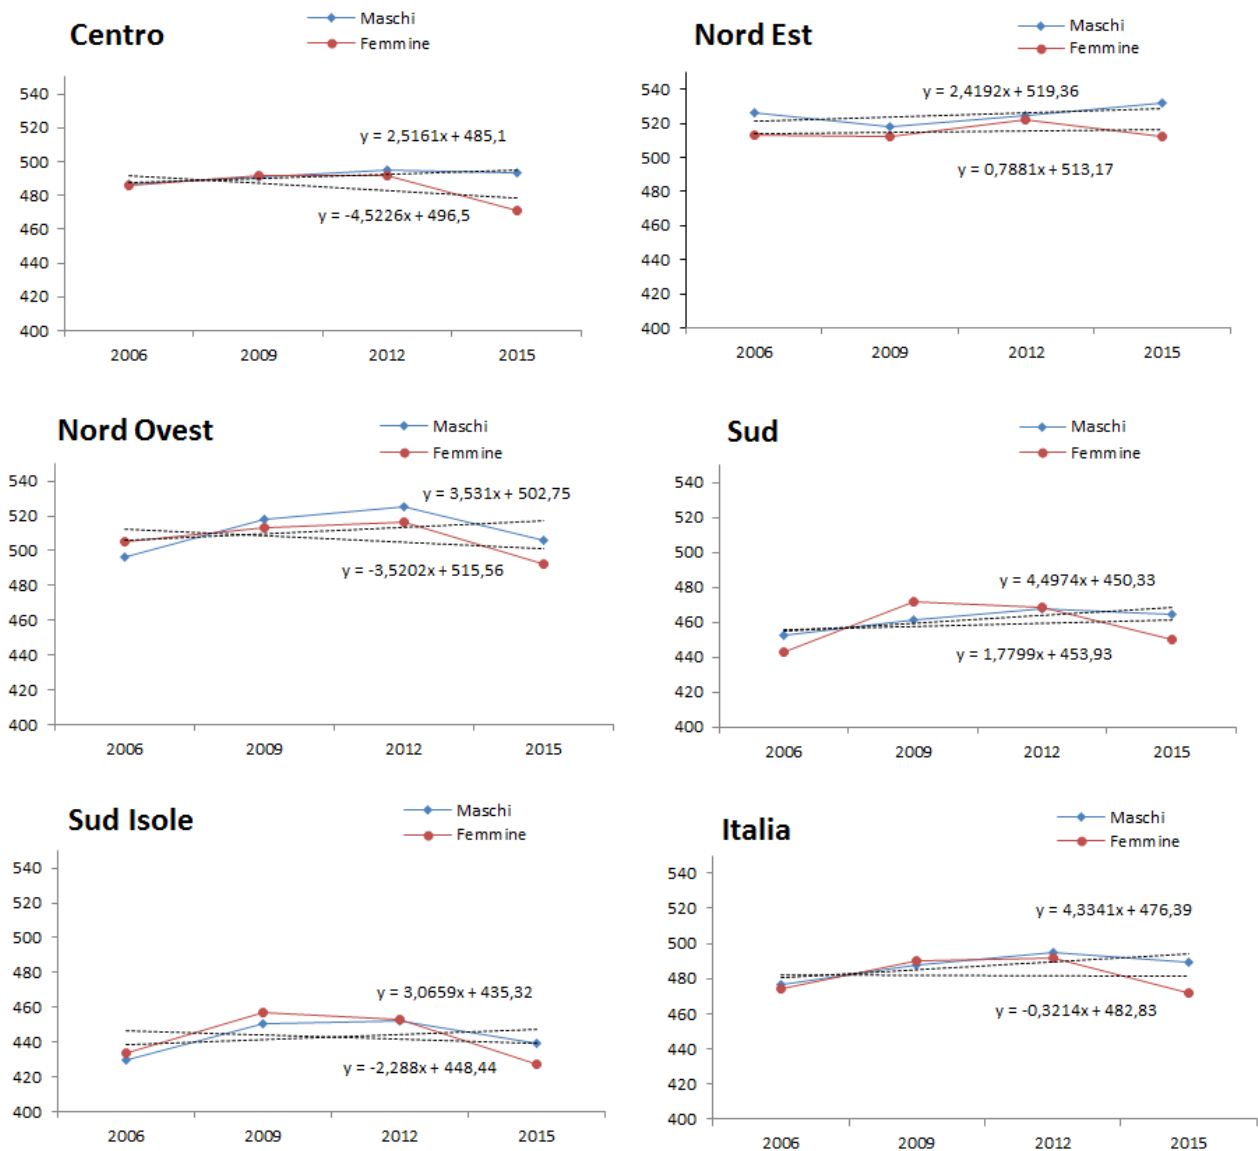 Centro
Maschi
Femmine
540
520
500
480
460
440
420
400
y = 2,5161x + 485,1
y = -4,5226x + 496,5
2006 2009 2012 2015
Nord Est
Maschi
Femmine
540
520
500
480
460
440
420
400
y = 2,4192x + 519,36
y = 0,7881x + 513,17
2006 2009 2012 2015
Nord Ovest
Maschi
Femmine
540
520
500
480
460
440
420
400
y = 3,531x + 502,75
y = -3,5202x + 515,56
2006 2009 2012 2015
Sud
Maschi
Femmine
540
520
500
480
460
440
420
400
y = 4,4974x + 450,33
y = 1,7799x + 453,93
2006 2009 2012 2015
Sud Isole
Maschi
Femmine
540
520
500
480
460
440
420
400
y = 3,0659x + 435,32
y = -2,288x + 448,44
2006 2009 2012 2015
Italia
Maschi
Femmine
540
520
500
480
460
440
420
400
y = 4,3341x + 476,39
y = -0,3214x + 482,83
2006 2009 2012 2015